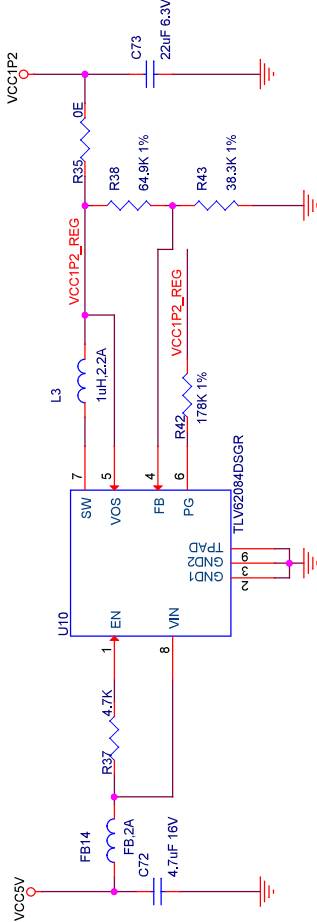 VCC5V
C72
4.7uF 16V
FB14
FB,2A
R37
4.7K
U10
EN
1
VIN
8
SW
7
VOS
5
FB
4
PG
6
GND1
2
GND2
3
TPAD
9
TLV62084DSGR
L3
1uH,2.2A
VCC1P2_REG
R42
178K 1%
VCC1P2_REG
R35
0E
R38
64,9K 1%
R43
38.3K 1%
VCC1P2
C73
22uF 6.3V